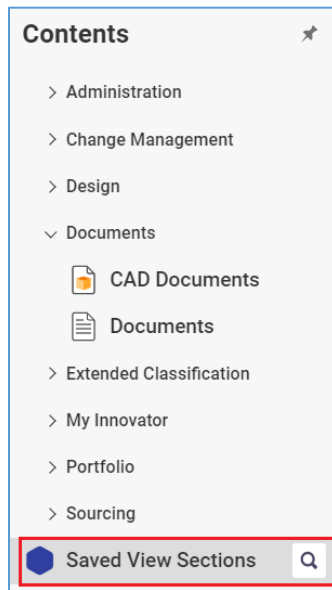 Contents
Administration
Change Management
Design
Documents
CAD Documents
Documents
Extended Classification
My Innovator
Portfolio
Sourcing
Saved View Sections